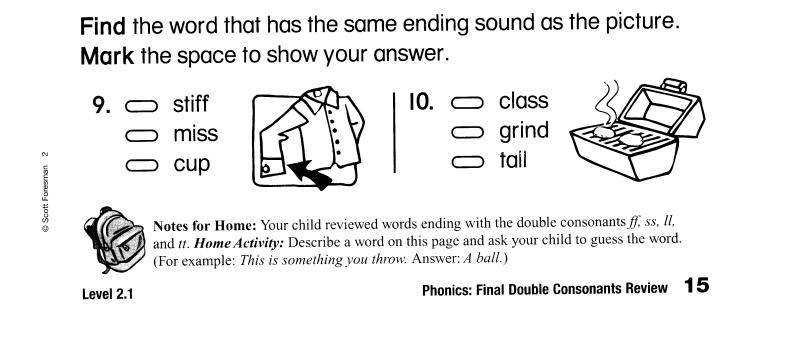 Find the word that has the same ending sound as the picture.
Mark the space to show your answer.
9. stiff
miss
cup
10. class
grind
tail
© Scott Foresman 2
Notes for Home: Your child reviewed words ending with the double consonants ff, ss, ll,
and tt. Home Activity: Describe a word on this page and ask your child to guess the word.
(For example: This is something you throw. Answer: A ball.)
Level 2.1
Phonics: Final Double Consonants Review 15